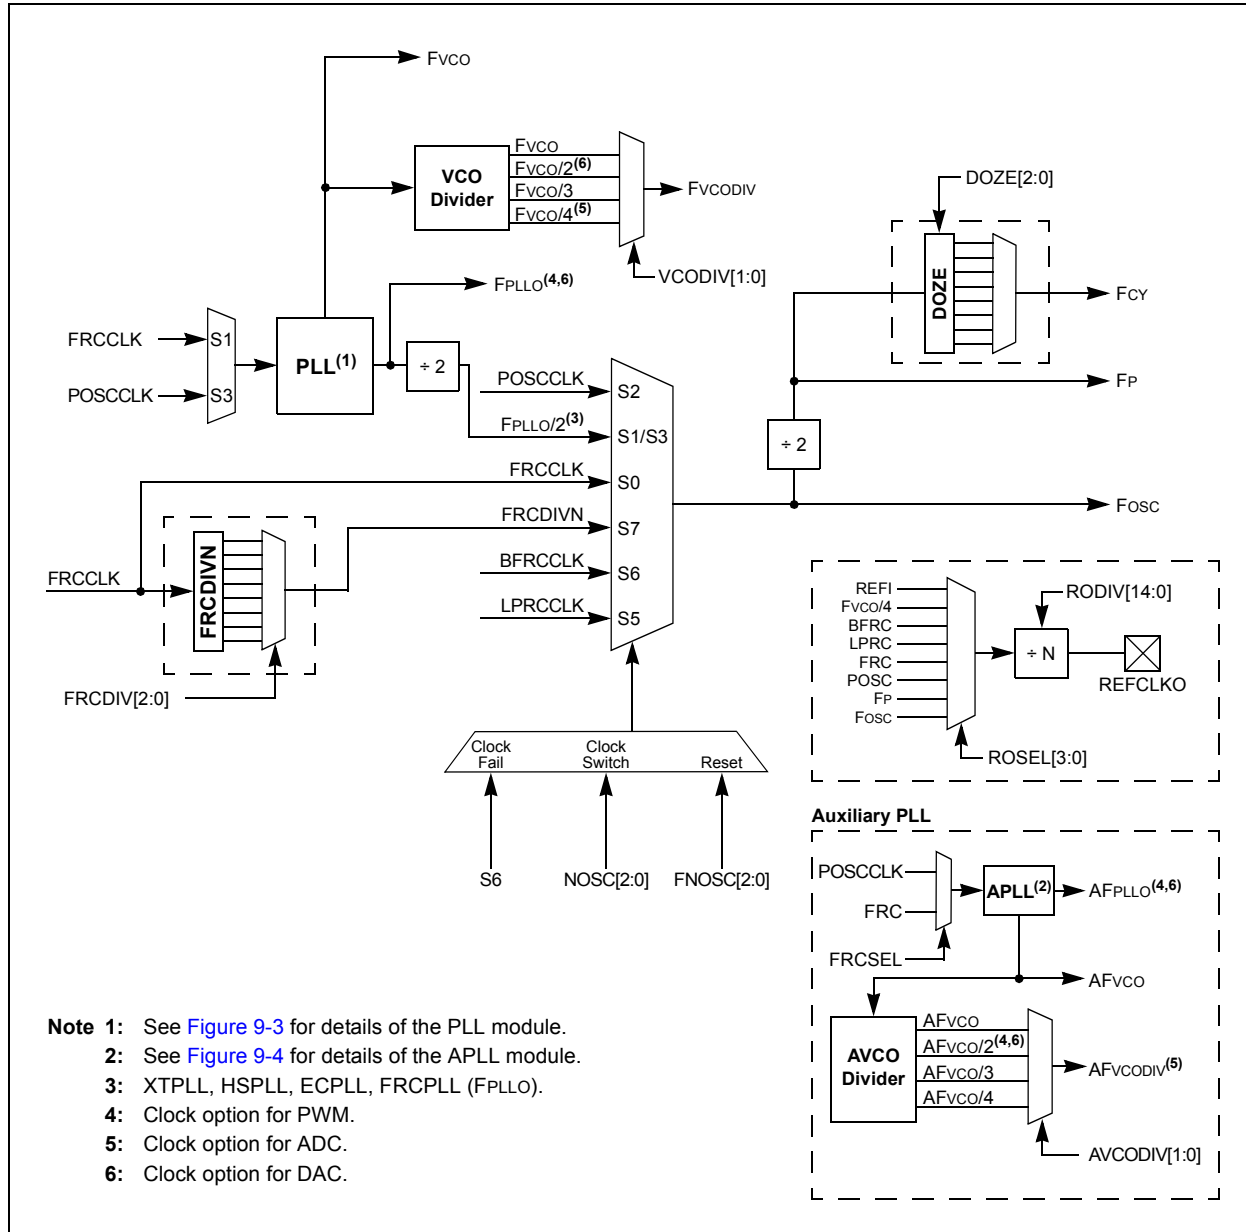 FVCO
VCO
Divider
FVCO
FVCO/2(6)
FVCO/3
FVCO/4(5)
FVCODIV
VCODIV[1:0]
DOZE[2:0]
DOZE
FCY
FPLLO(4,6)
FRCCLK
S1
POSCCLK
S3
PLL(1)
÷ 2
FP
÷ 2
FOSC
POSCCLK
S2
FPLLO/2(3)
S1/S3
FRCCLK
S0
FRCDIVN
S7
BFRCCLK
S6
LPRCCLK
S5
FRCCLK
FRCDIVN
FRCDIV[2:0]
Clock
Fail
Clock
Switch
Reset
S6
NOSC[2:0]
FNOSC[2:0]
REFI
FVCO/4
BFRC
LPRC
FRC
POSC
FP
FOSC
RODIV[14:0]
÷ N
REFCLKO
ROSEL[3:0]
Auxiliary PLL
POSCCLK
FRC
FRCSEL
APLL(2)
AFPLLO(4,6)
AFVCO
AVCO
Divider
AFVCO
AFVCO/2(4,6)
AFVCO/3
AFVCO/4
AFVCODIV(5)
AVCODIV[1:0]
Note 1: See Figure 9-3 for details of the PLL module.
2: See Figure 9-4 for details of the APLL module.
3: XTPLL, HSPLL, ECPLL, FRCPLL (FPLLO).
4: Clock option for PWM.
5: Clock option for ADC.
6: Clock option for DAC.